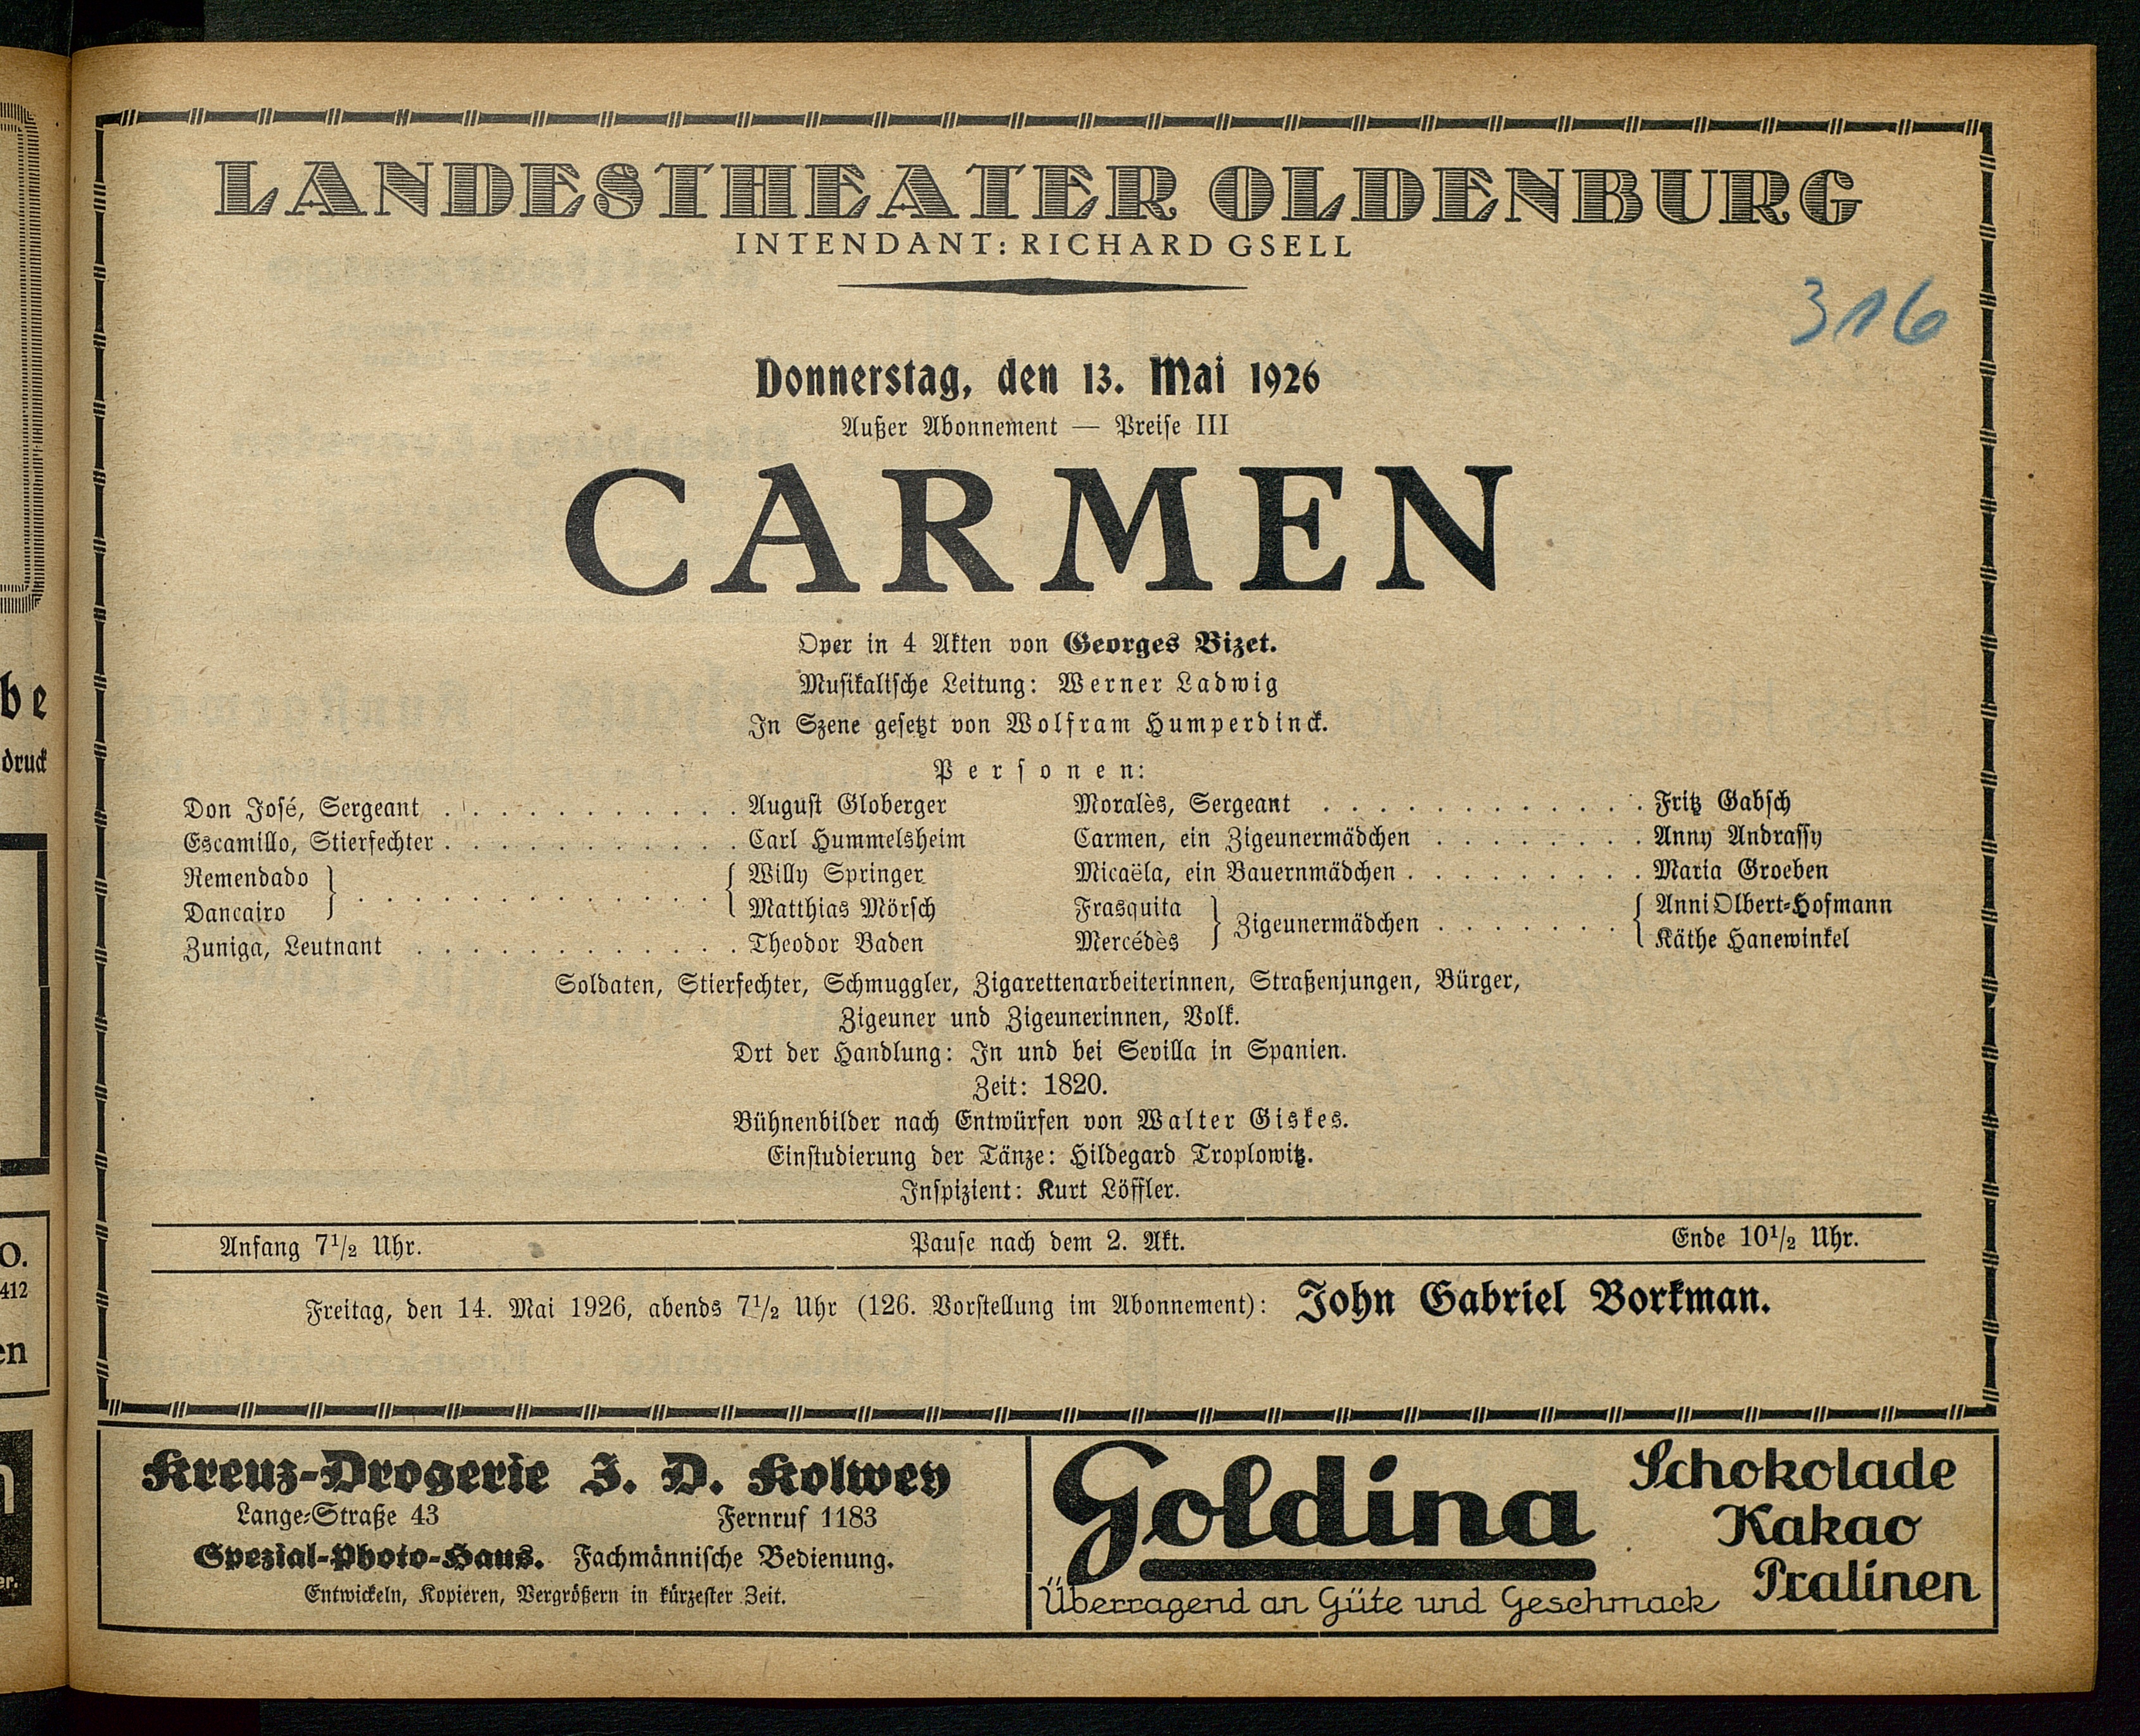 LANDESTHEATER OLDENBURG
INTENDANT: RICHARD GSELL
316
Donnerstag, den 13. Mai 1926
Außer Abonnement — Preise III
CARMEN
Oper in 4 Akten von Georges Bizet.
Musikalische Leitung: Werner Ladwig
In Szene gesetzt von Wolfram Humperdinck.
Personen:
Don José, Sergeant . . . . . . . . . . . August Globerger
Escamillo, Stierfechter . . . . . . . . . . . Carl Hummelsheim
Remendado } . . . . . . . . . . . . . { Willy Springer
Dancairo } { Matthias Mörsch
Zuniga, Leutnant . . . . . . . . . . . . Theodor Baden
Moralès, Sergeant . . . . . . . . . . . . Fritz Gabsch
Carmen, ein Zigeunermädchen . . . . . . . . Anny Andrassy
Micaëla, ein Bauernmädchen . . . . . . . . . Maria Groeben
Frasquita } Zigeunermädchen . . . . . . . { Anni Olbert-Hofmann
Mercédès } { Käthe Hanewinkel
Soldaten, Stierfechter, Schmuggler, Zigarettenarbeiterinnen, Straßenjungen, Bürger,
Zigeuner und Zigeunerinnen, Volk.
Ort der Handlung: In und bei Sevilla in Spanien.
Zeit: 1820.
Bühnenbilder nach Entwürfen von Walter Giskes.
Einstudierung der Tänze: Hildegard Troplowitz.
Inspizient: Kurt Löffler.
Anfang 7½ Uhr. Pause nach dem 2. Akt. Ende 10½ Uhr.
Freitag, den 14. Mai 1926, abends 7½ Uhr (126. Vorstellung im Abonnement): John Gabriel Borkman.
Kreuz-Drogerie J. D. Kolwey
Lange-Straße 43 Fernruf 1183
Spezial-Photo-Haus. Fachmännische Bedienung.
Entwickeln, Kopieren, Vergrößern in kürzester Zeit.
Goldina
Schokolade
Kakao
Pralinen
Überragend an Güte und Geschmack
be
druck
O.
412
en
er.